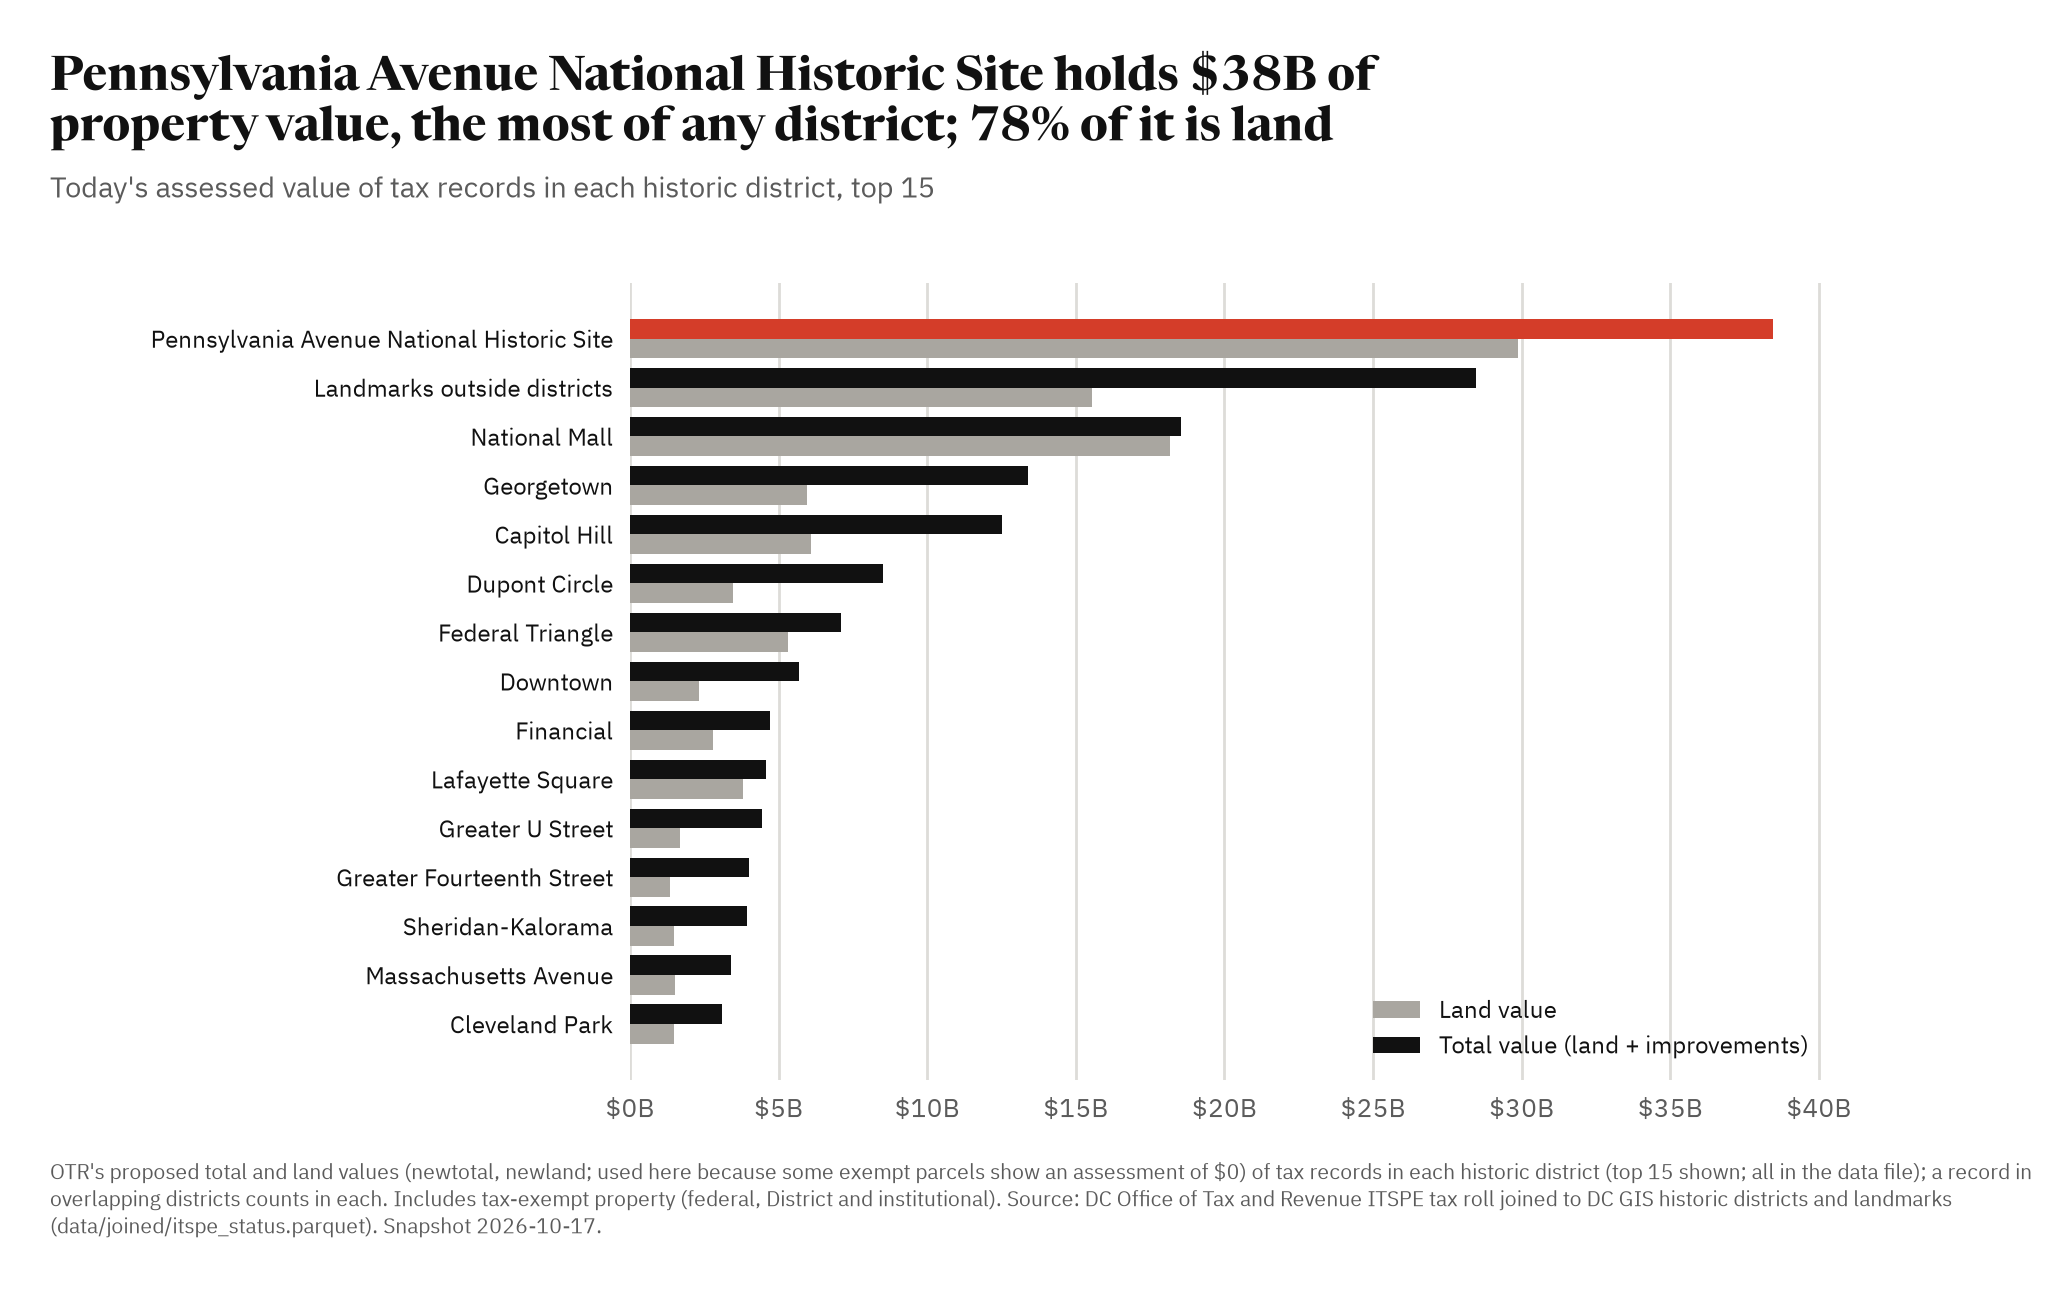 Pennsylvania Avenue National Historic Site holds $38B of
property value, the most of any district; 78% of it is land
Today's assessed value of tax records in each historic district, top 15
Pennsylvania Avenue National Historic Site
Landmarks outside districts
National Mall
Georgetown
Capitol Hill
Dupont Circle
Federal Triangle
Downtown
Financial
Lafayette Square
Greater U Street
Greater Fourteenth Street
Sheridan-Kalorama
Massachusetts Avenue
Cleveland Park
Land value
Total value (land + improvements)
$0B $5B $10B $15B $20B $25B $30B $35B $40B
OTR's proposed total and land values (newtotal, newland; used here because some exempt parcels show an assessment of $0) of tax records in each historic district (top 15 shown; all in the data file); a record in
overlapping districts counts in each. Includes tax-exempt property (federal, District and institutional). Source: DC Office of Tax and Revenue ITSPE tax roll joined to DC GIS historic districts and landmarks
(data/joined/itspe_status.parquet). Snapshot 2026-10-17.